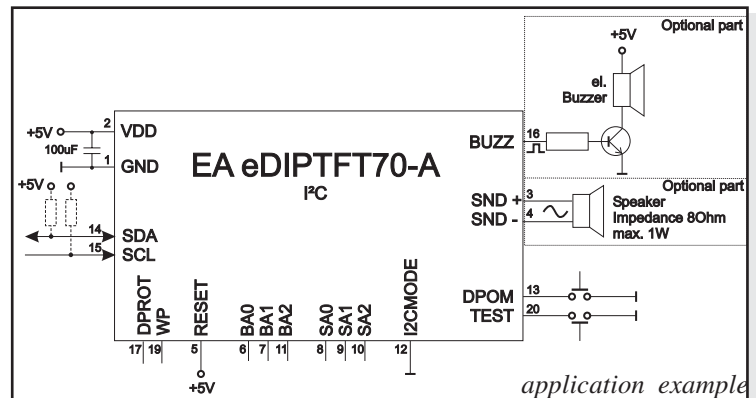 Optional part
+5V
el.
Buzzer
2
VDD
+5V
100uF
1
GND
EA eDIPTFT70-A
I²C
BUZZ
16
Optional part
+5V
SND +
3
SND -
4
Speaker
Impedance 8Ohm
max. 1W
14
SDA
15
SCL
DPOM
13
TEST
20
DPROT
WP
RESET
BA0
BA1
BA2
SA0
SA1
SA2
I2CMODE
17
19
5
6
7
11
8
9
10
12
+5V
application example